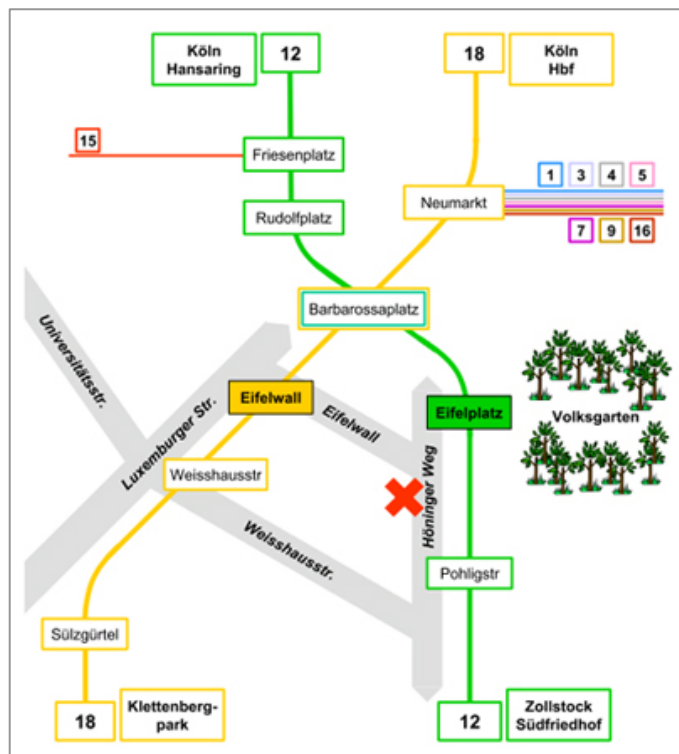 Köln
Hansaring
12
18
Köln
Hbf
15
Friesenplatz
1 3 4 5
Rudolfplatz
Neumarkt
7 9 16
Barbarossaplatz
Universitätsstr.
Luxemburger Str.
Eifelwall
Eifelwall
Eifelplatz
Volksgarten
Weisshausstr
Höninger Weg
Weisshausstr.
Pohligstr
Sülzgürtel
18
Klettenberg-
park
12
Zollstock
Südfriedhof